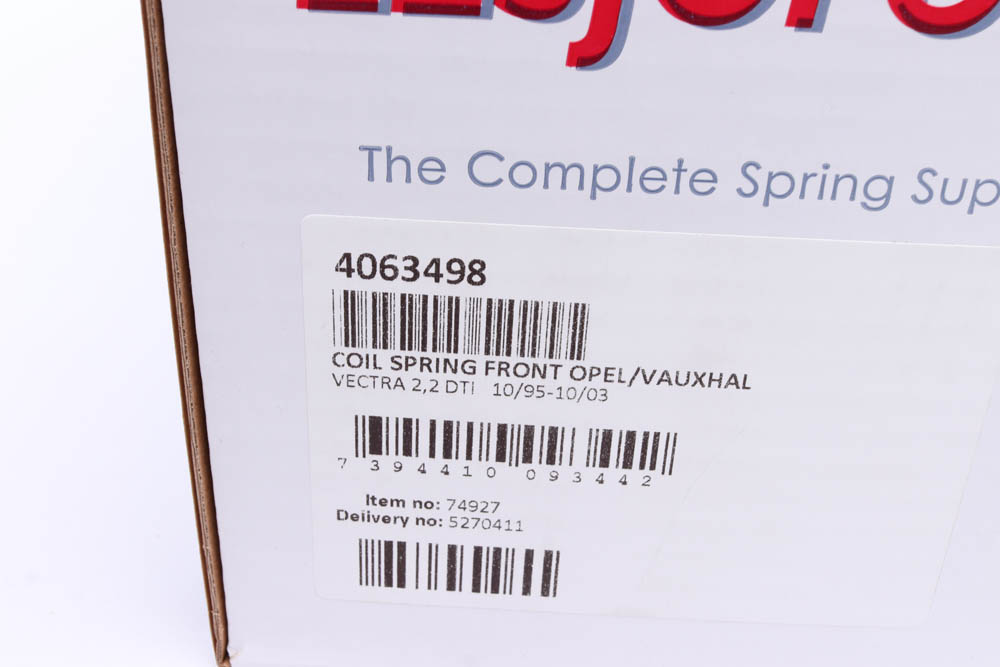 The Complete Spring Sup
4063498
COIL SPRING FRONT OPEL/VAUXHAL
VECTRA 2,2 DTI 10/95-10/03
7 394410 093442
Item no: 74927
Delivery no: 5270411